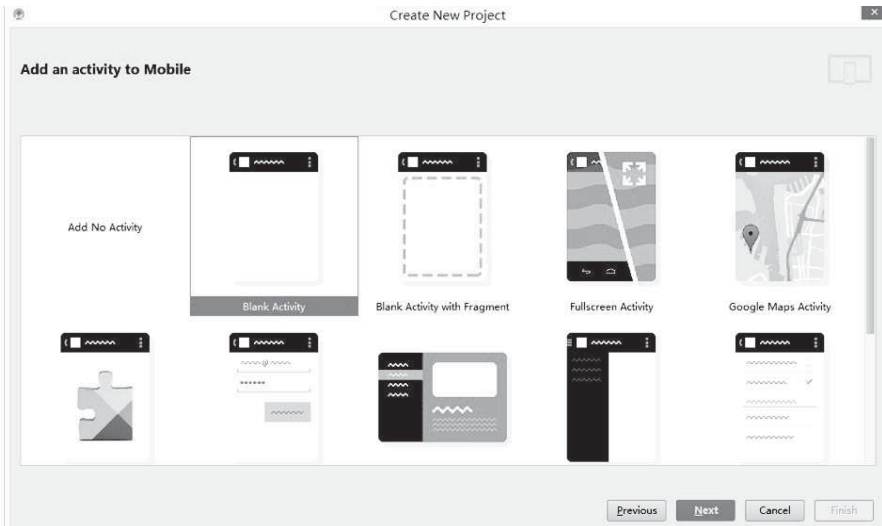 Create New Project
Add an activity to Mobile
Add No Activity
Blank Activity
Blank Activity with Fragment
Fullscreen Activity
Google Maps Activity
Previous
Next
Cancel
Finish